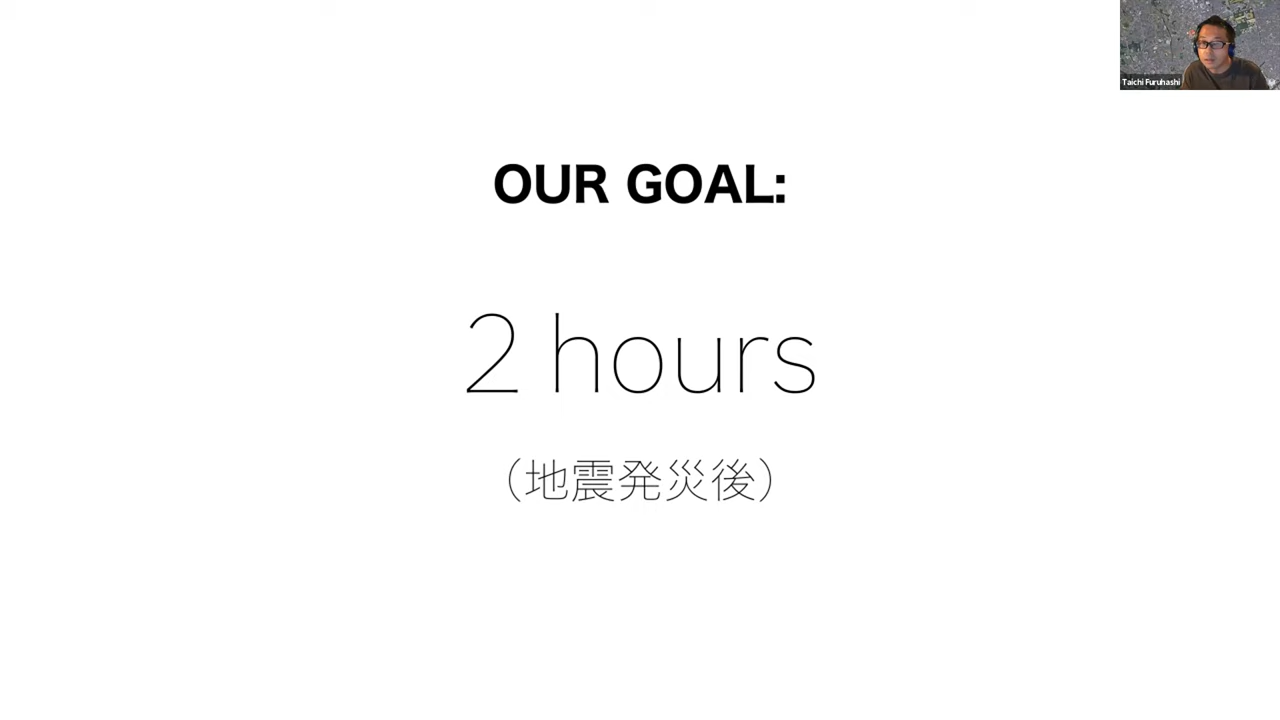 Taichi Furuhashi
OUR GOAL:
2 hours
（地震発災後）